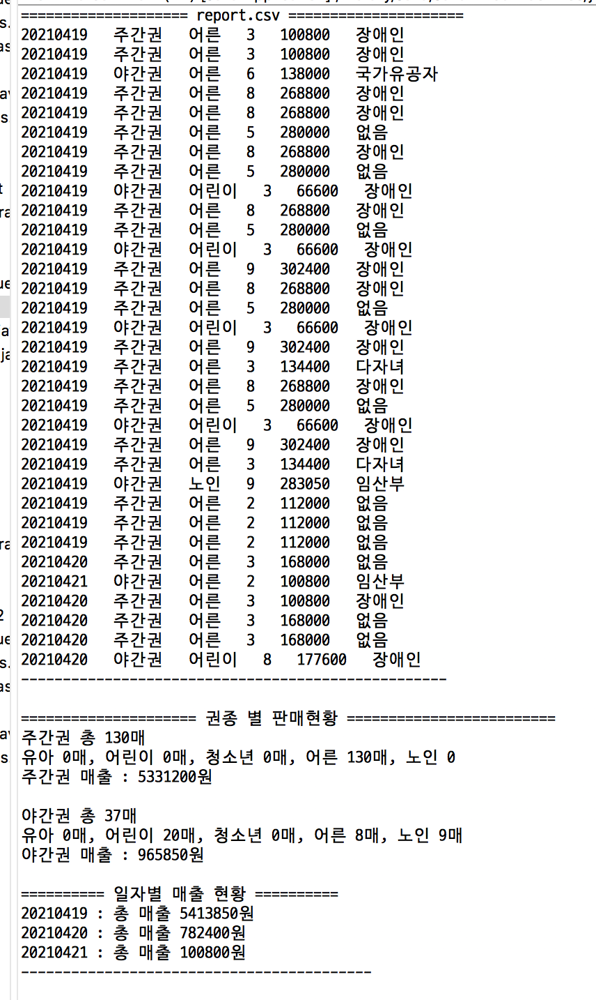 ==================== report.csv =====================
20210419 주간권 어른 3 100800 장애인
20210419 주간권 어른 3 100800 장애인
20210419 야간권 어른 6 138000 국가유공자
20210419 주간권 어른 8 268800 장애인
20210419 주간권 어른 8 268800 장애인
20210419 주간권 어른 5 280000 없음
20210419 주간권 어른 8 268800 장애인
20210419 주간권 어른 5 280000 없음
20210419 야간권 어린이 3 66600 장애인
20210419 주간권 어른 8 268800 장애인
20210419 주간권 어른 5 280000 없음
20210419 야간권 어린이 3 66600 장애인
20210419 주간권 어른 9 302400 장애인
20210419 주간권 어른 8 268800 장애인
20210419 주간권 어른 5 280000 없음
20210419 야간권 어린이 3 66600 장애인
20210419 주간권 어른 9 302400 장애인
20210419 주간권 어른 3 134400 다자녀
20210419 주간권 어른 8 268800 장애인
20210419 주간권 어른 5 280000 없음
20210419 야간권 어린이 3 66600 장애인
20210419 주간권 어른 9 302400 장애인
20210419 주간권 어른 3 134400 다자녀
20210419 야간권 노인 9 283050 임산부
20210419 주간권 어른 2 112000 없음
20210419 주간권 어른 2 112000 없음
20210419 주간권 어른 2 112000 없음
20210420 주간권 어른 3 168000 없음
20210421 야간권 어른 2 100800 임산부
20210420 주간권 어른 3 100800 장애인
20210420 주간권 어른 3 168000 없음
20210420 주간권 어른 3 168000 없음
20210420 야간권 어린이 8 177600 장애인
---------------------------------------------------
===================== 권종 별 판매현황 =========================
주간권 총 130매
유아 0매, 어린이 0매, 청소년 0매, 어른 130매, 노인 0
주간권 매출 : 5331200원
야간권 총 37매
유아 0매, 어린이 20매, 청소년 0매, 어른 8매, 노인 9매
야간권 매출 : 965850원
========== 일자별 매출 현황 ==========
20210419 : 총 매출 5413850원
20210420 : 총 매출 782400원
20210421 : 총 매출 100800원
------------------------------------------